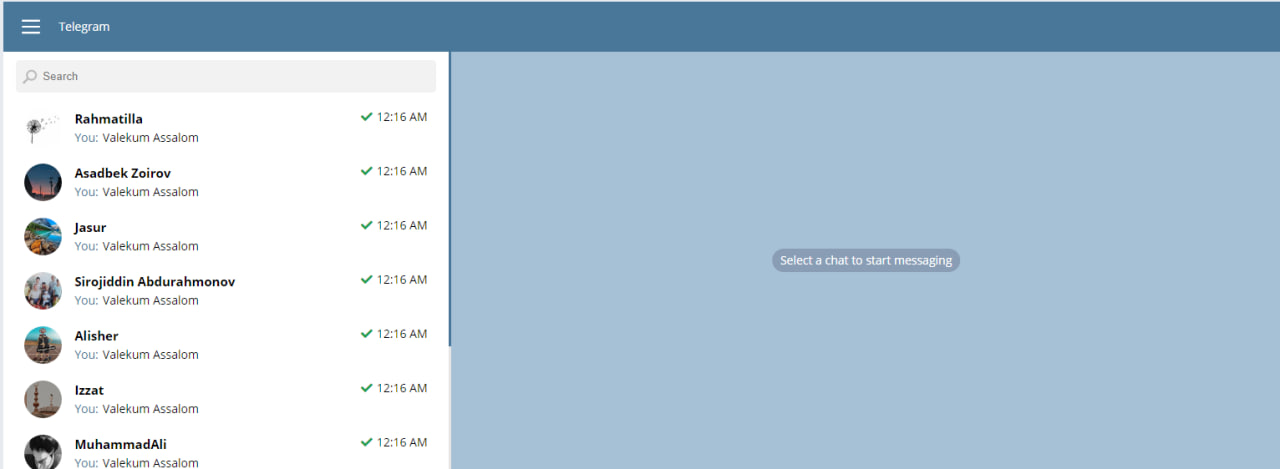 Telegram
Search
Rahmatilla
12:16 AM
You: Valekum Assalom
Asadbek Zoirov
12:16 AM
You: Valekum Assalom
Jasur
12:16 AM
You: Valekum Assalom
Sirojiddin Abdurahmonov
12:16 AM
You: Valekum Assalom
Alisher
12:16 AM
You: Valekum Assalom
Izzat
12:16 AM
You: Valekum Assalom
MuhammadAli
12:16 AM
You: Valekum Assalom
Select a chat to start messaging